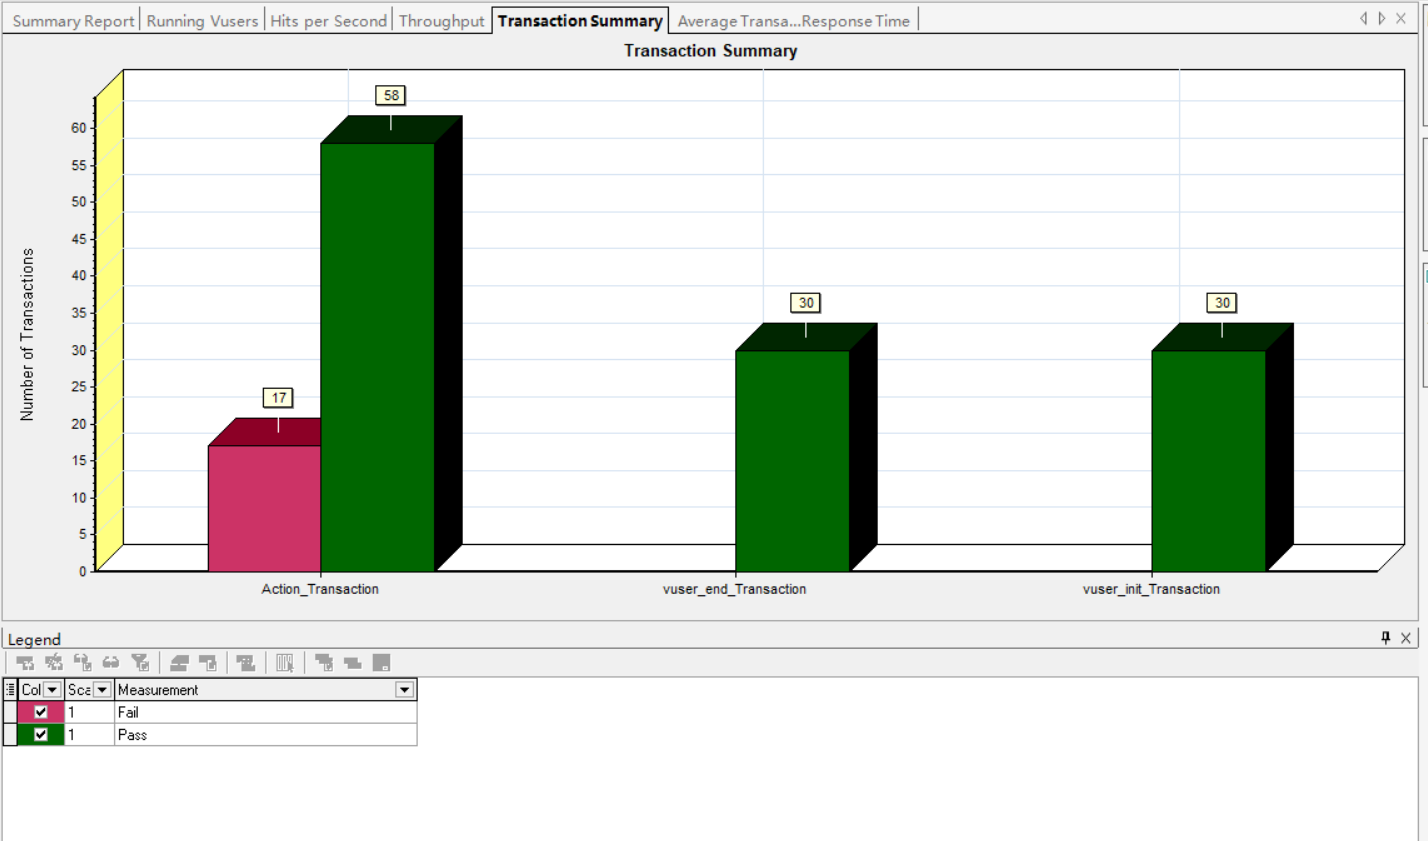 Summary Report Running Vusers Hits per Second Throughput Transaction Summary Average Transa...Response Time
Transaction Summary
Number of Transactions
60
55
50
45
40
35
30
25
20
15
10
5
0
58
17
30
30
Action_Transaction vuser_end_Transaction vuser_init_Transaction
Legend
Col Sca Measurement
1 Fail
1 Pass